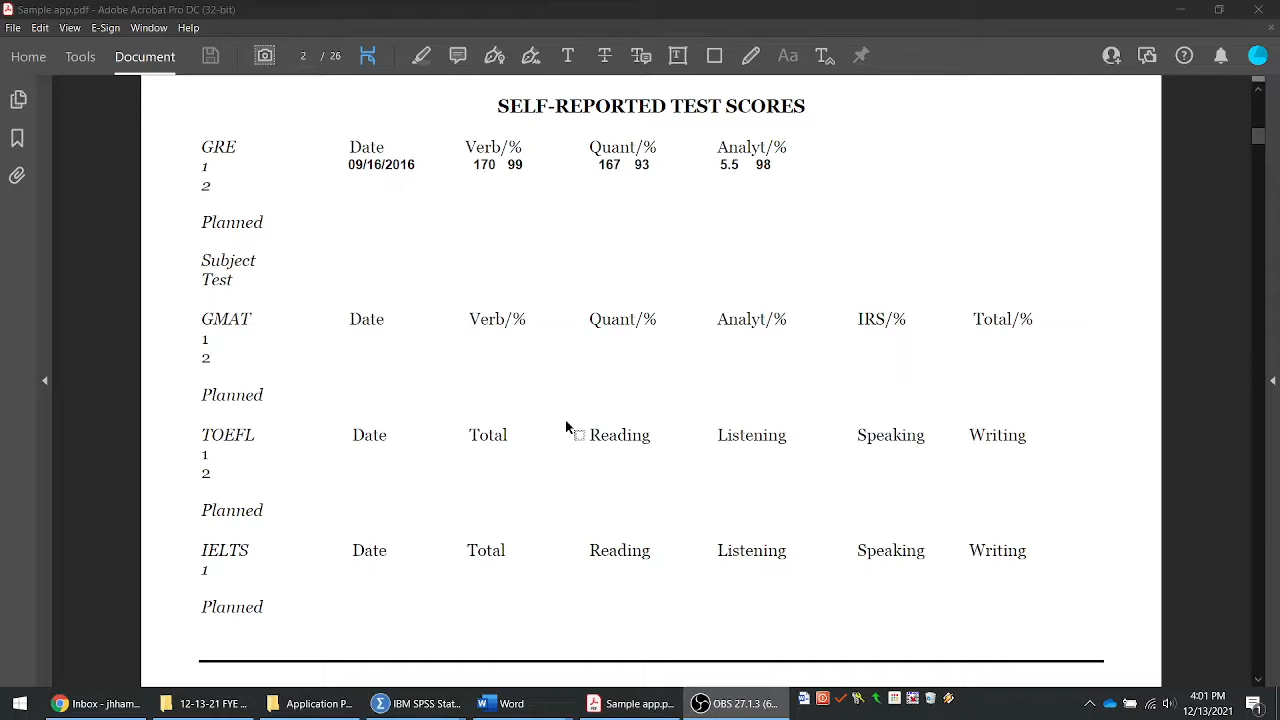 Sample app.pdf - Adobe Acrobat Pro DC (32-bit)
File Edit View E-Sign Window Help
Home Tools Document 2 / 26
SELF-REPORTED TEST SCORES
GRE Date Verb/% Quant/% Analyt/%
1 09/16/2016 170 99 167 93 5.5 98
2
Planned
Subject
Test
GMAT Date Verb/% Quant/% Analyt/% IRS/% Total/%
1
2
Planned
TOEFL Date Total Reading Listening Speaking Writing
1
2
Planned
IELTS Date Total Reading Listening Speaking Writing
1
Planned
Inbox - jhham... 12-13-21 FYE ... Application P... IBM SPSS Stat... Word Sample app.p... OBS 27.1.3 (6... 4:01 PM
12/13/2021